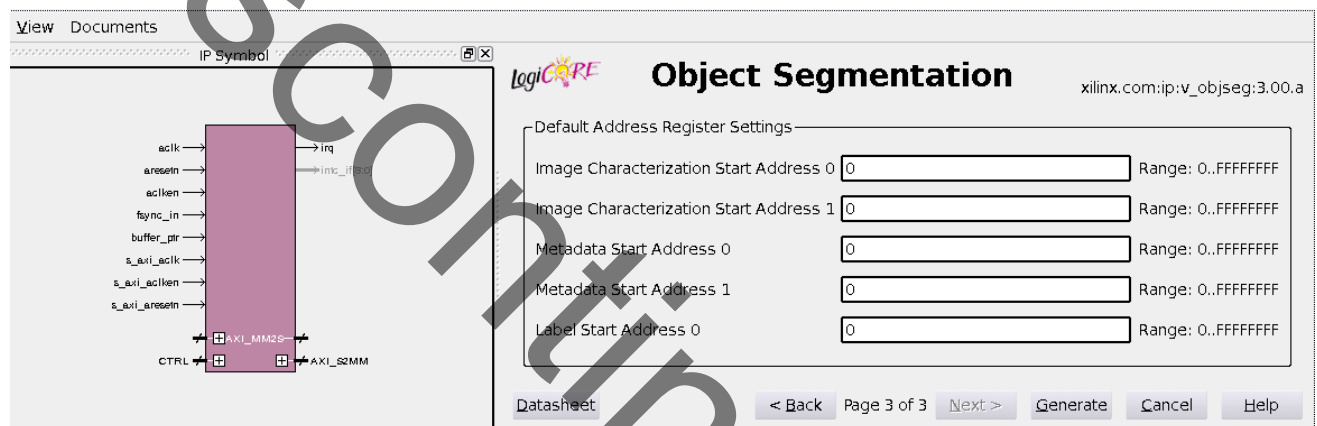 View Documents
IP Symbol
LogiCORE
Object Segmentation
xilinx.com:ip:v_objseg:3.00.a
aclk
aresetn
aclken
fsync_in
buffer_ptr
s_axi_aclk
s_axi_aclken
s_axi_aresetn
irq
AXI_MM2S
CTRL
AXI_S2MM
Default Address Register Settings
Image Characterization Start Address 0 0 Range: 0..FFFFFFFF
Image Characterization Start Address 1 0 Range: 0..FFFFFFFF
Metadata Start Address 0 0 Range: 0..FFFFFFFF
Metadata Start Address 1 0 Range: 0..FFFFFFFF
Label Start Address 0 0 Range: 0..FFFFFFFF
Datasheet < Back Page 3 of 3 Next > Generate Cancel Help